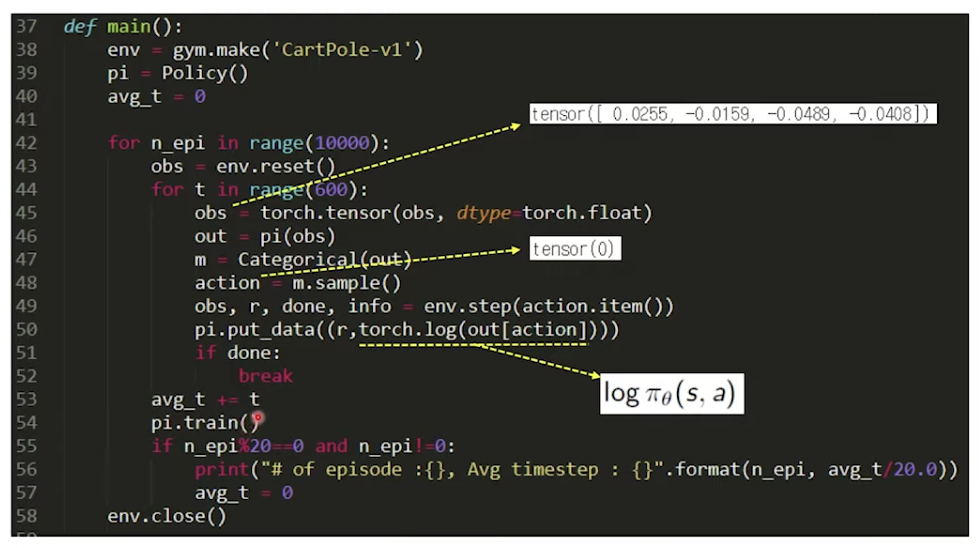 37 def main():
38 env = gym.make('CartPole-v1')
39 pi = Policy()
40 avg_t = 0
41
tensor([ 0.0255, -0.0159, -0.0489, -0.0408])
42 for n_epi in range(10000):
43 obs = env.reset()
44 for t in range(600):
45 obs = torch.tensor(obs, dtype=torch.float)
46 out = pi(obs)
tensor(0)
47 m = Categorical(out)
48 action = m.sample()
49 obs, r, done, info = env.step(action.item())
50 pi.put_data((r,torch.log(out[action])))
51 if done:
52 break
log πθ(s, a)
53 avg_t += t
54 pi.train()
55 if n_epi%20==0 and n_epi!=0:
56 print("# of episode :{}, Avg timestep : {}".format(n_epi, avg_t/20.0))
57 avg_t = 0
58 env.close()